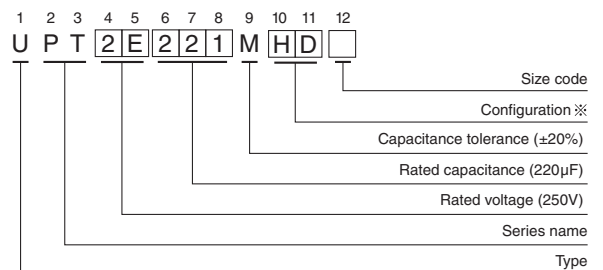 1 2 3 4 5 6 7 8 9 10 11 12
U P T 2 E 2 2 1 M H D
Size code
Configuration ※
Capacitance tolerance (±20%)
Rated capacitance (220µF)
Rated voltage (250V)
Series name
Type